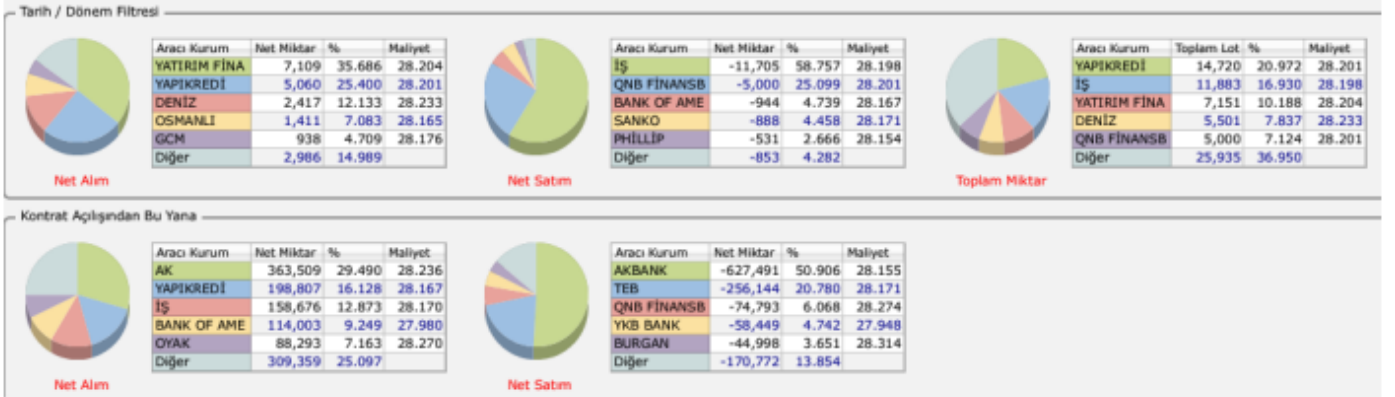 Tarih / Dönem Filtresi
Aracı Kurum Net Miktar % Maliyet
YATIRIM FİNA 7,109 35.686 28.204
YAPIKREDİ 5,060 25.400 28.201
DENİZ 2,417 12.133 28.233
OSMANLI 1,411 7.083 28.165
GCM 938 4.709 28.176
Diğer 2,986 14.989
Net Alım
Aracı Kurum Net Miktar % Maliyet
İŞ -11,705 58.757 28.198
QNB FİNANSB -5,000 25.099 28.201
BANK OF AME -944 4.739 28.167
SANKO -888 4.458 28.171
PHİLLİP -531 2.666 28.154
Diğer -853 4.282
Net Satım
Aracı Kurum Toplam Lot % Maliyet
YAPIKREDİ 14,720 20.972 28.201
İŞ 11,883 16.930 28.198
YATIRIM FİNA 7,151 10.188 28.204
DENİZ 5,501 7.837 28.233
QNB FİNANSB 5,000 7.124 28.201
Diğer 25,935 36.950
Toplam Miktar
Kontrat Açılışından Bu Yana
Aracı Kurum Net Miktar % Maliyet
AK 363,509 29.490 28.236
YAPIKREDİ 198,807 16.128 28.167
İŞ 158,676 12.873 28.170
BANK OF AME 114,003 9.249 27.980
OYAK 88,293 7.163 28.270
Diğer 309,359 25.097
Net Alım
Aracı Kurum Net Miktar % Maliyet
AKBANK -627,491 50.906 28.155
TEB -256,144 20.780 28.171
QNB FİNANSB -74,793 6.068 28.274
YKB BANK -58,449 4.742 27.948
BURGAN -44,998 3.651 28.314
Diğer -170,772 13.854
Net Satım